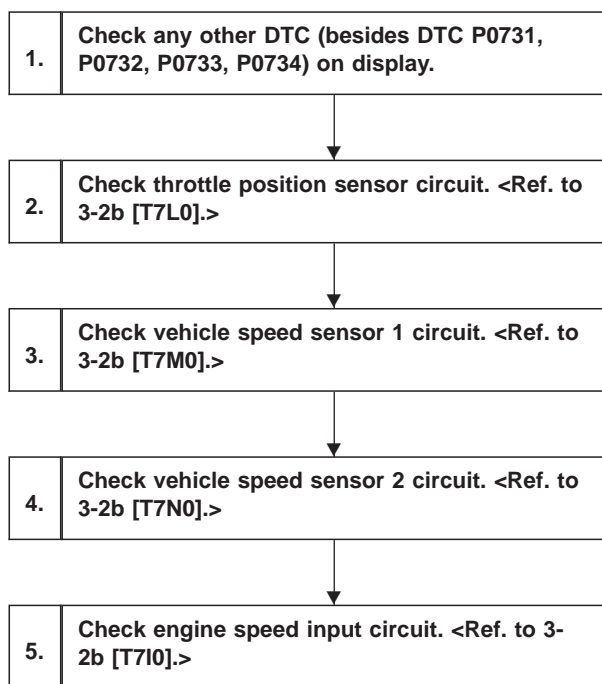 1.
Check any other DTC (besides DTC P0731,
P0732, P0733, P0734) on display.
2.
Check throttle position sensor circuit. <Ref. to
3-2b [T7L0].>
3.
Check vehicle speed sensor 1 circuit. <Ref. to
3-2b [T7M0].>
4.
Check vehicle speed sensor 2 circuit. <Ref. to
3-2b [T7N0].>
5.
Check engine speed input circuit. <Ref. to 3-
2b [T7I0].>